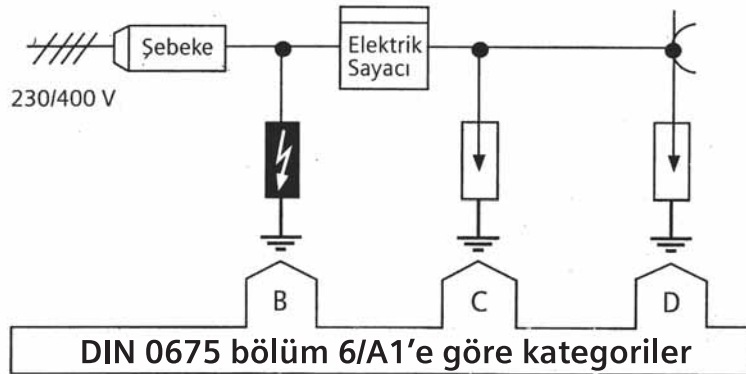 Şebeke
Elektrik
Sayacı
230/400 V
B
C
D
DIN 0675 bölüm 6/A1'e göre kategoriler